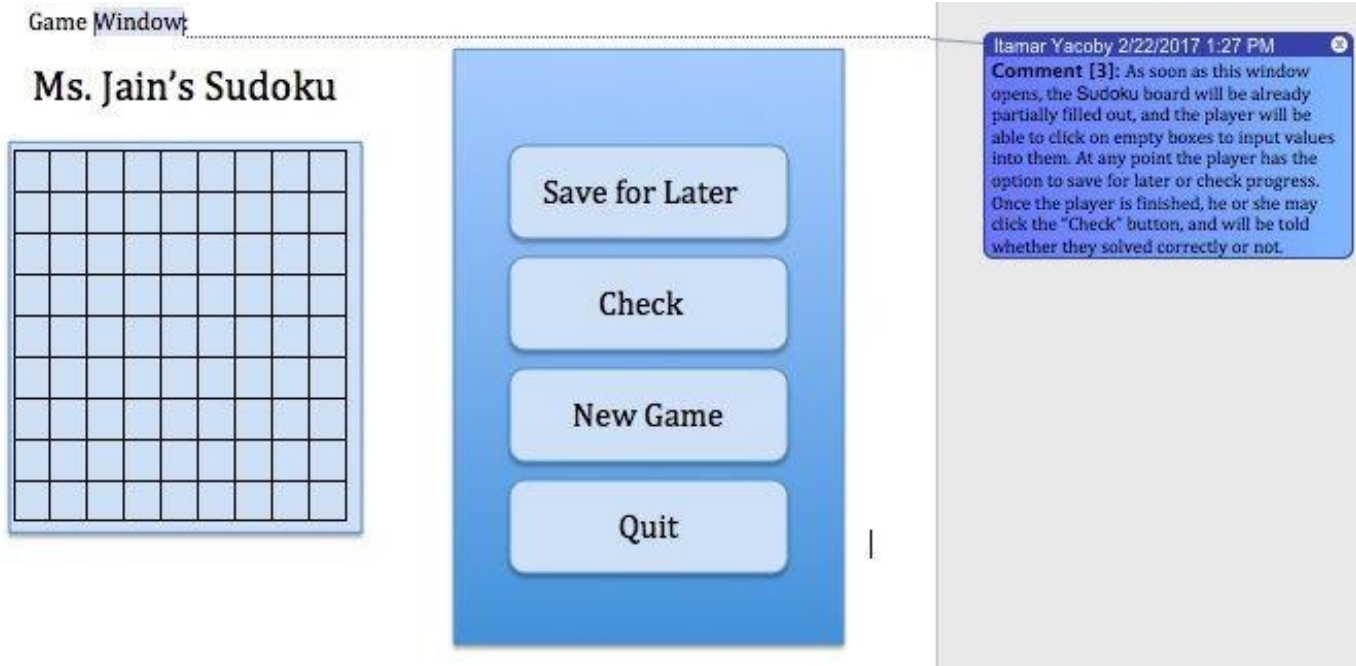 Game Window:
Ms. Jain's Sudoku
Save for Later
Check
New Game
Quit
Itamar Yacoby 2/22/2017 1:27 PM
Comment [3]: As soon as this window
opens, the Sudoku board will be already
partially filled out, and the player will be
able to click on empty boxes to input values
into them. At any point the player has the
option to save for later or check progress.
Once the player is finished, he or she may
click the "Check" button, and will be told
whether they solved correctly or not.